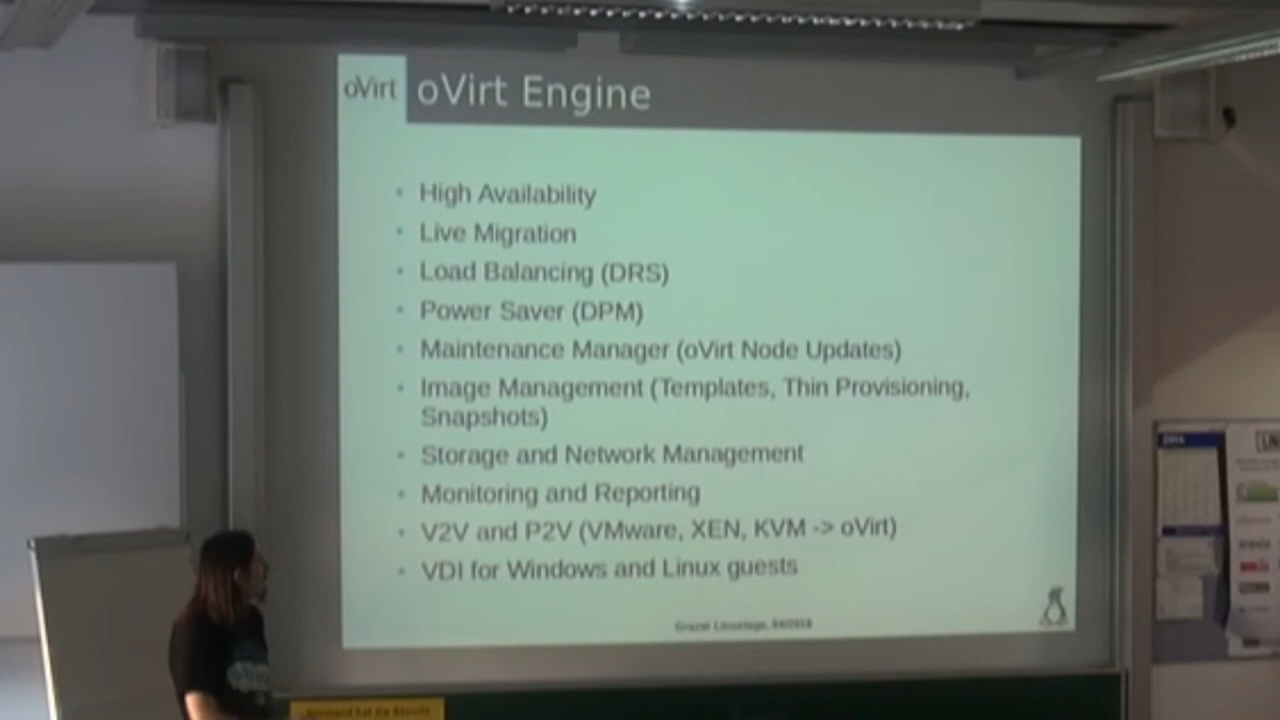 oVirt
oVirt Engine
High Availability
Live Migration
Load Balancing (DRS)
Power Saver (DPM)
Maintenance Manager (oVirt Node Updates)
Image Management (Templates, Thin Provisioning,
Snapshots)
Storage and Network Management
Monitoring and Reporting
V2V and P2V (VMware, XEN, KVM -> oVirt)
VDI for Windows and Linux guests
Grazer Linuxtage,